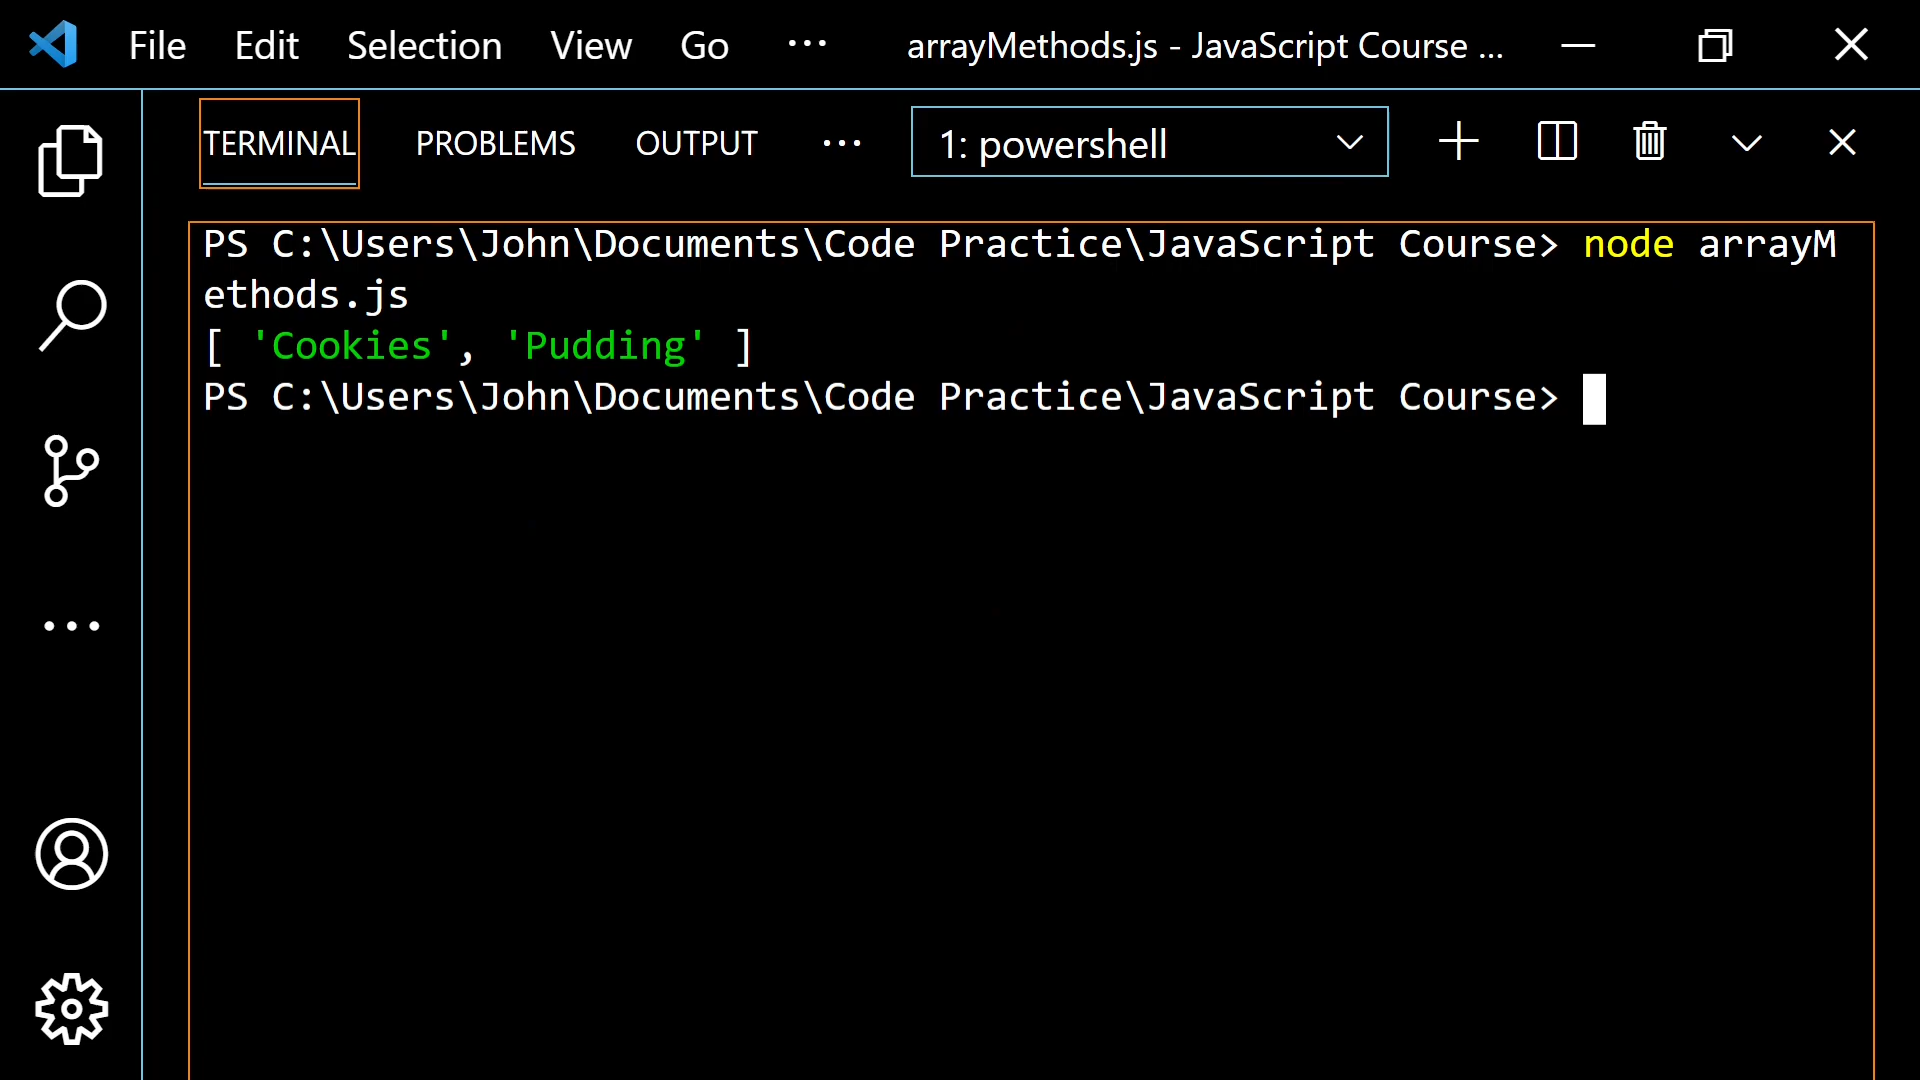 File Edit Selection View Go ... arrayMethods.js - JavaScript Course ...
TERMINAL PROBLEMS OUTPUT ... 1: powershell
PS C:\Users\John\Documents\Code Practice\JavaScript Course> node arrayM
ethods.js
[ 'Cookies', 'Pudding' ]
PS C:\Users\John\Documents\Code Practice\JavaScript Course>